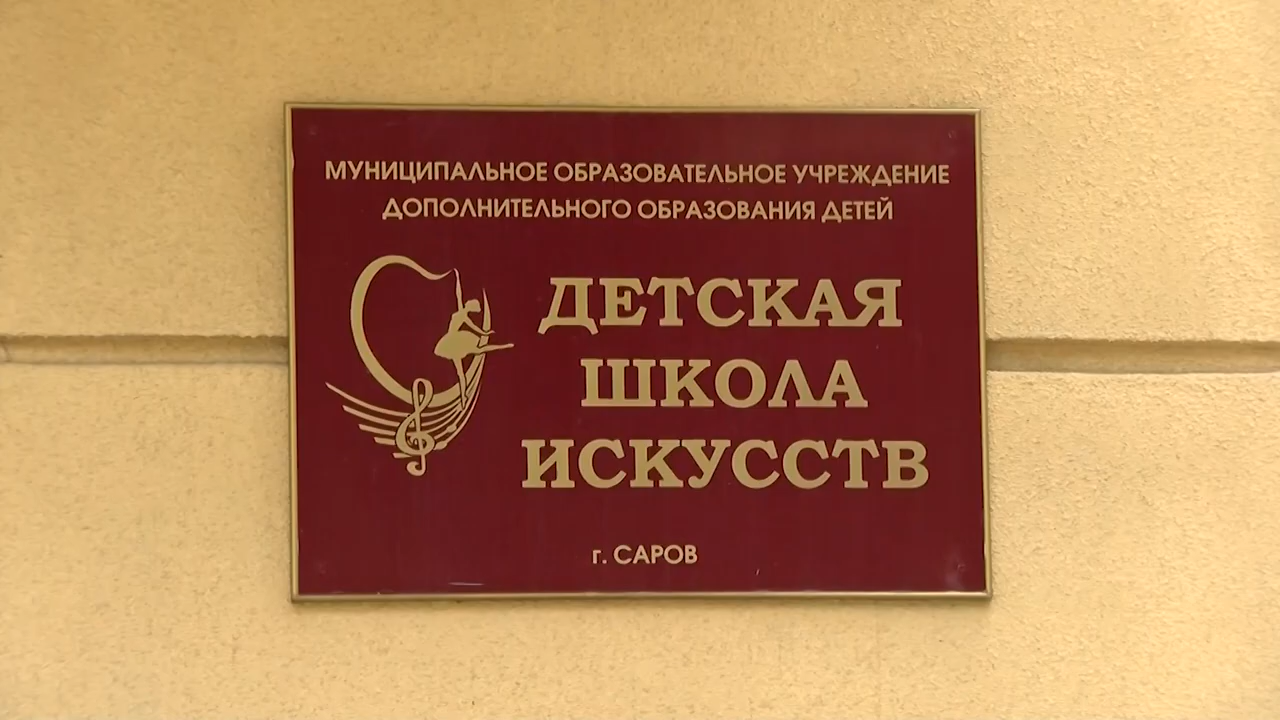 МУНИЦИПАЛЬНОЕ ОБРАЗОВАТЕЛЬНОЕ УЧРЕЖДЕНИЕ
ДОПОЛНИТЕЛЬНОГО ОБРАЗОВАНИЯ ДЕТЕЙ
ДЕТСКАЯ
ШКОЛА
ИСКУССТВ
г. САРОВ